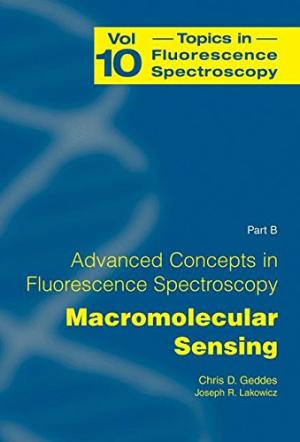 Vol
10
Topics in
Fluorescence
Spectroscopy
Part B
Advanced Concepts in
Fluorescence Spectroscopy
Macromolecular
Sensing
Chris D. Geddes
Joseph R. Lakowicz